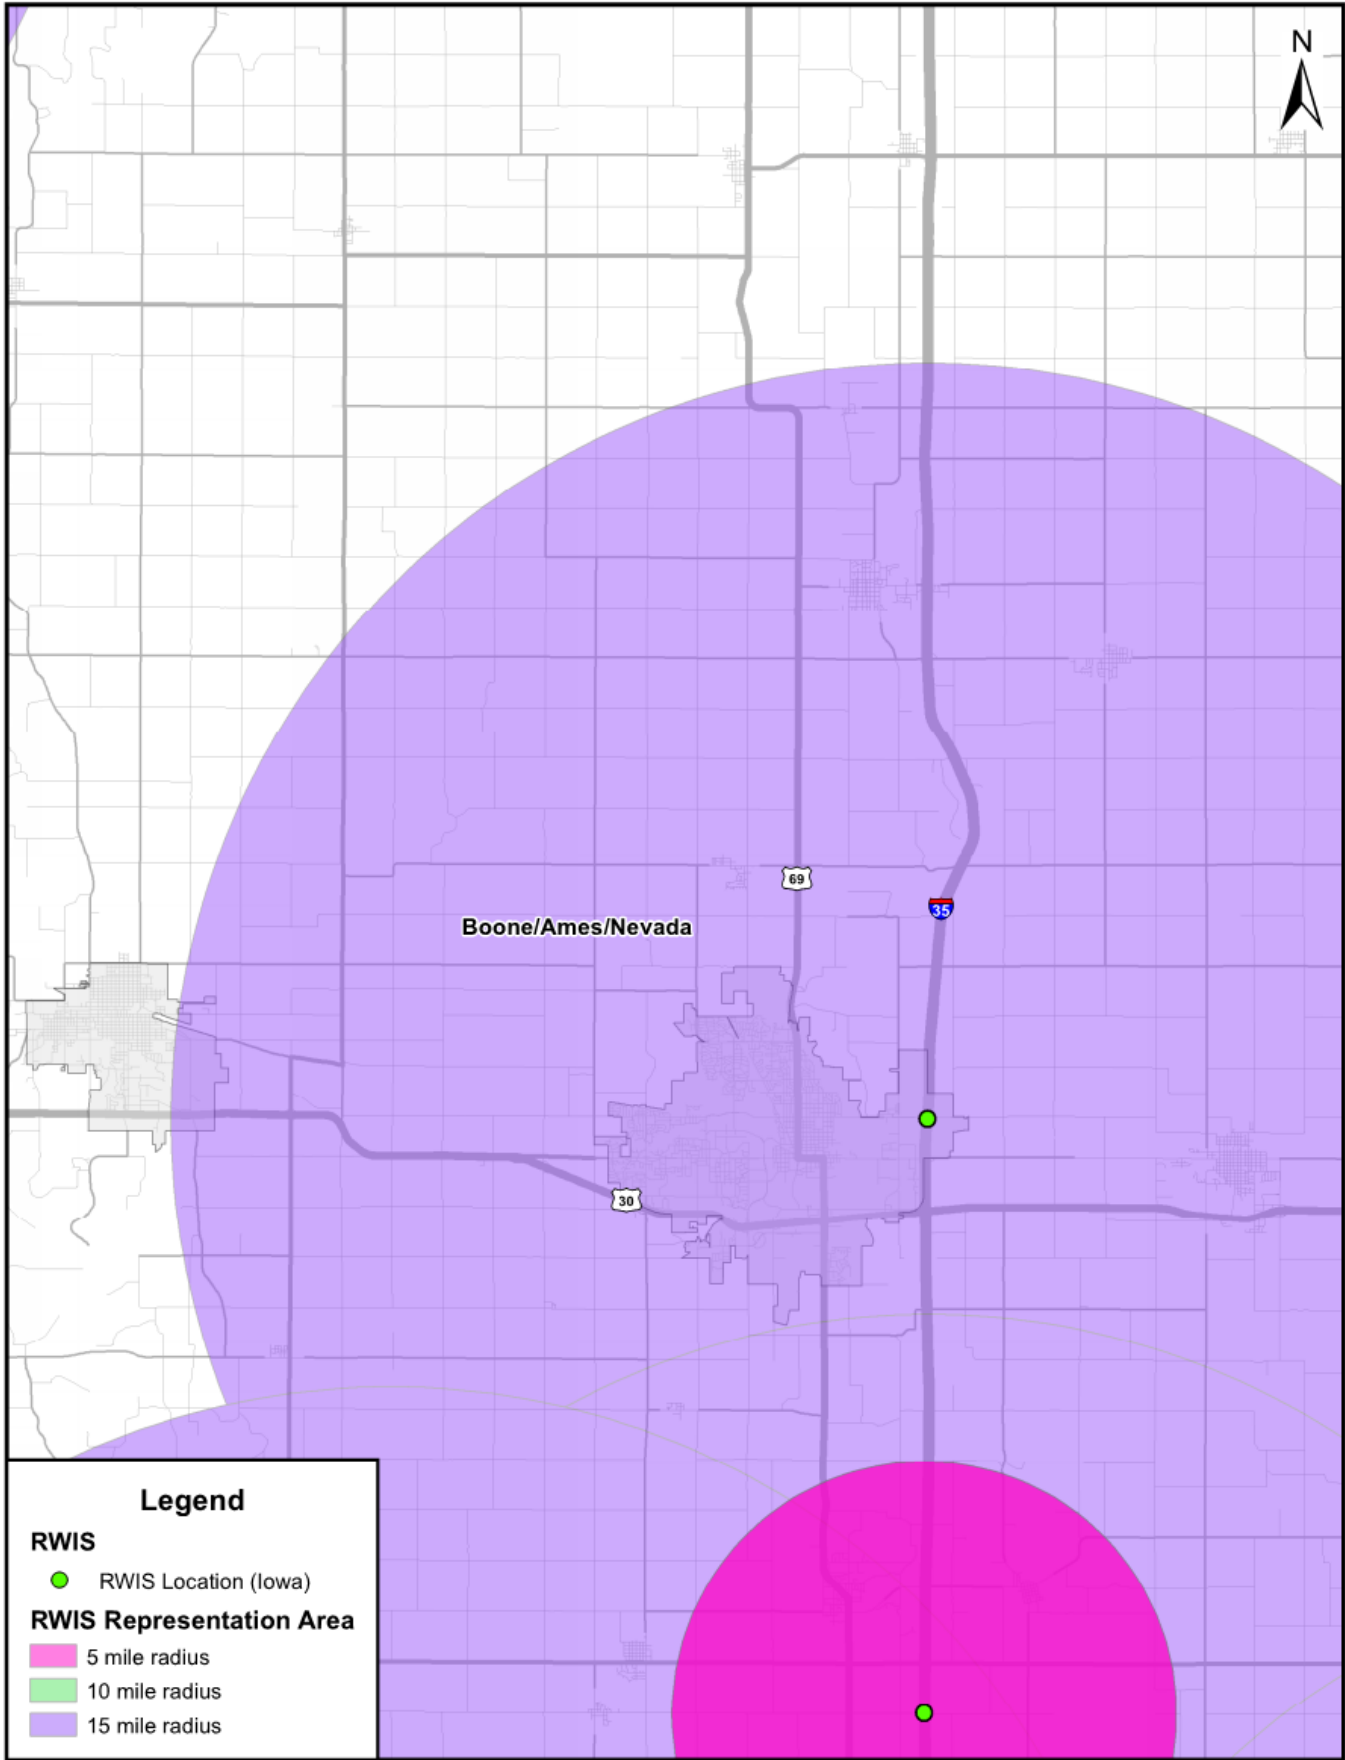 N
69
35
Boone/Ames/Nevada
30
Legend
RWIS
RWIS Location (Iowa)
RWIS Representation Area
5 mile radius
10 mile radius
15 mile radius